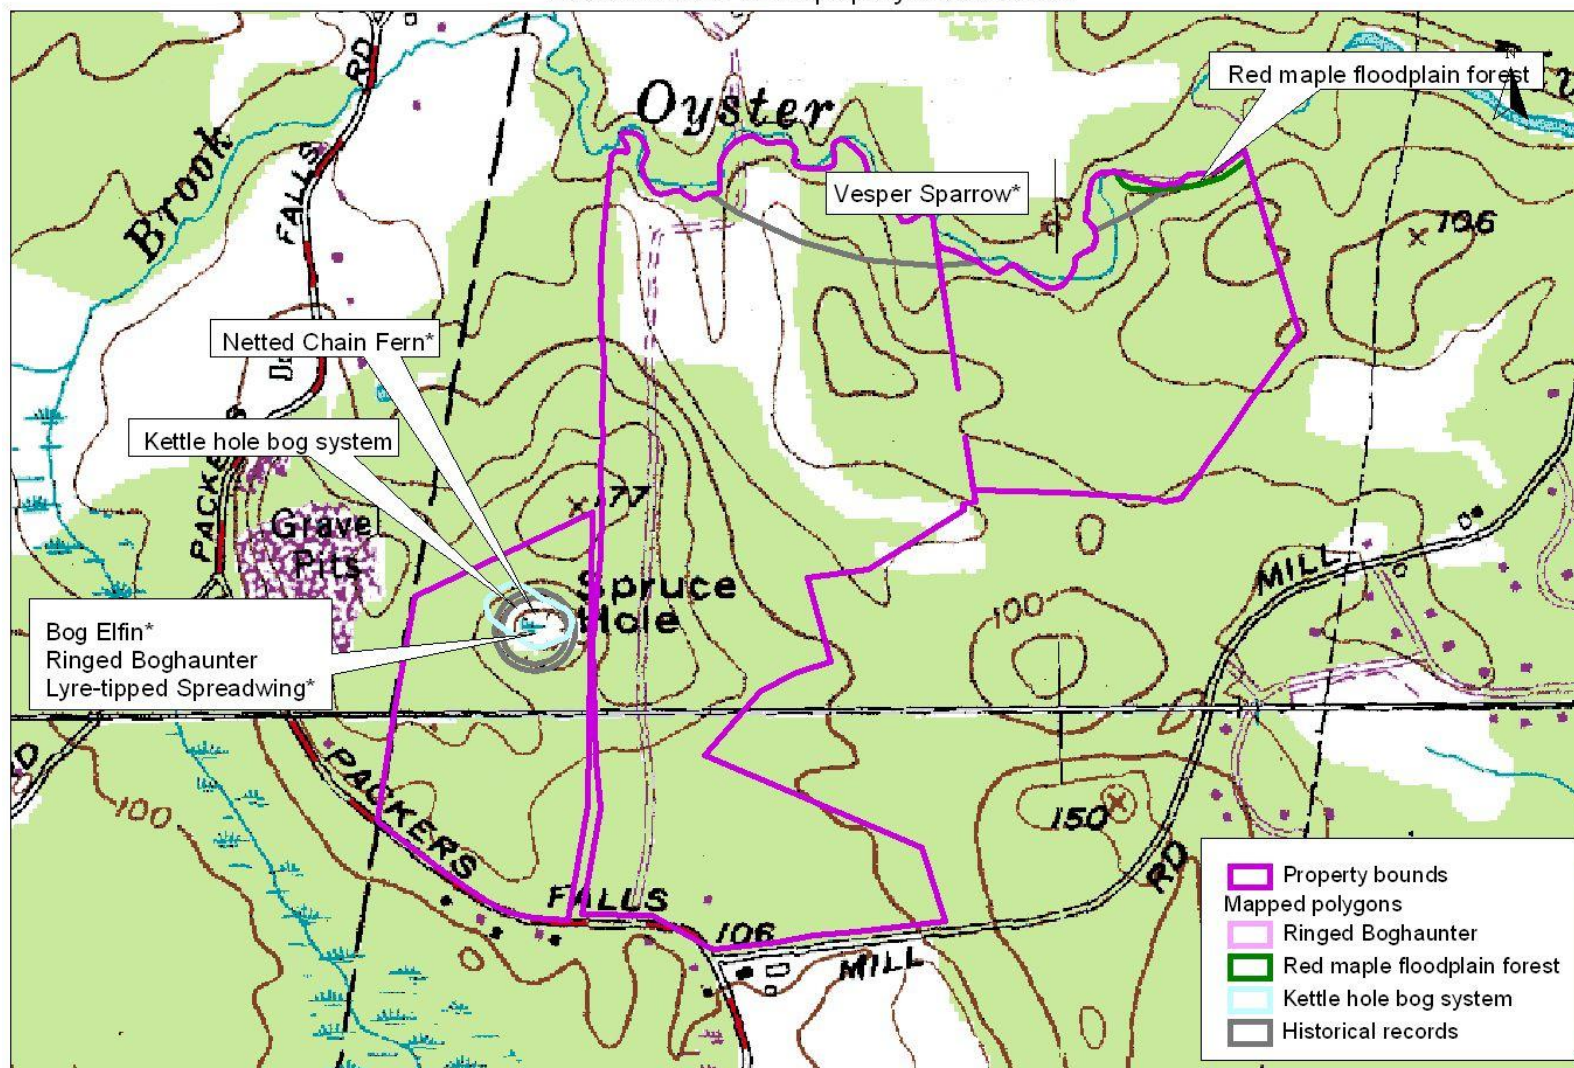 Red maple floodplain forest
Oyster
RD
Brook
FALLS
Vesper Sparrow*
706
Netted Chain Fern*
Kettle hole bog system
PACKERS
177
Gravel
Pits
Spruce
Hole
MILL
100
Bog Elfin*
Ringed Boghaunter
Lyre-tipped Spreadwing*
100
PACKERS
FALLS
150
RD
106
MILL
Property bounds
Mapped polygons
Ringed Boghaunter
Red maple floodplain forest
Kettle hole bog system
Historical records